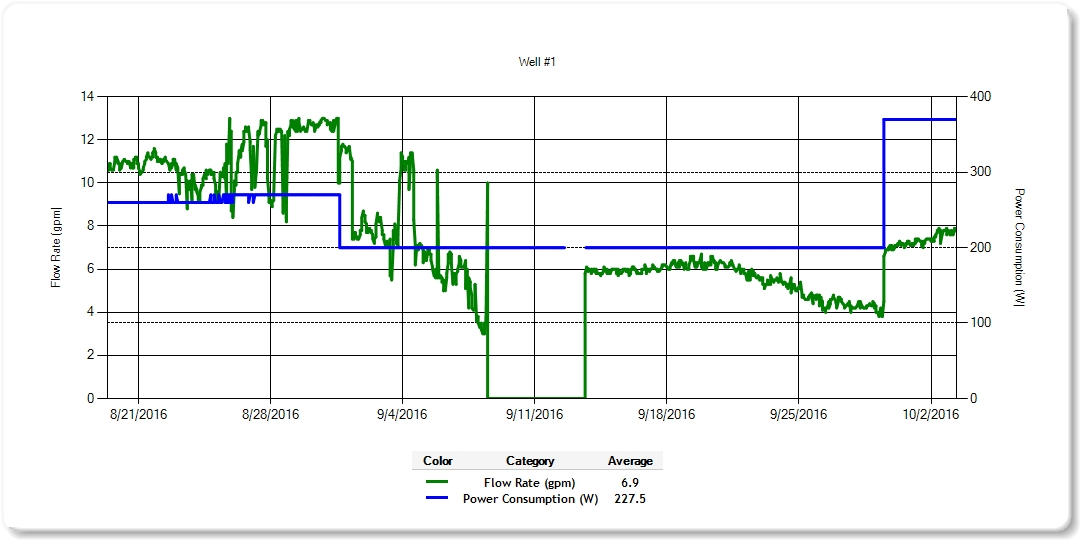 Well #1
14
12
10
8
6
4
2
0
Flow Rate (gpm)
400
300
200
100
0
Power Consumption (W)
8/21/2016 8/28/2016 9/4/2016 9/11/2016 9/18/2016 9/25/2016 10/2/2016
Color Category Average
Flow Rate (gpm) 6.9
Power Consumption (W) 227.5